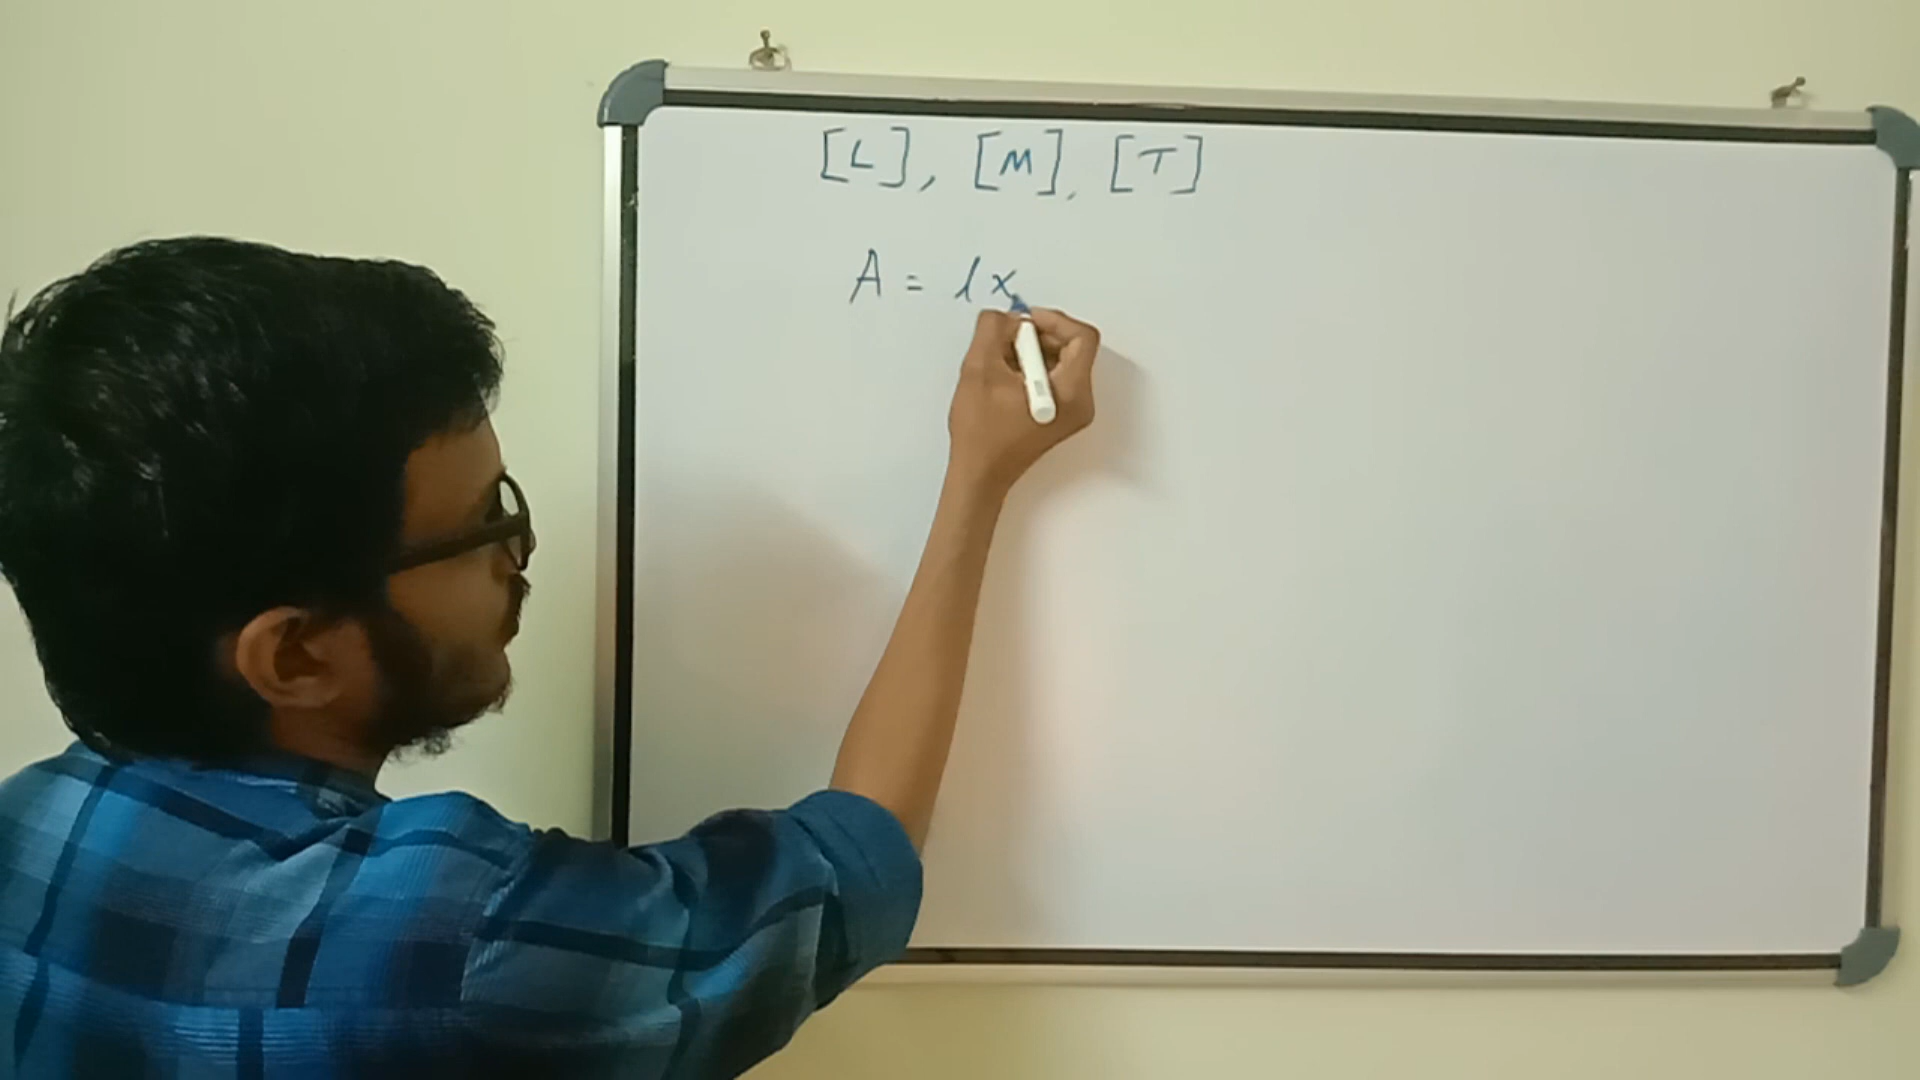 [L], [M], [T]
A = l x